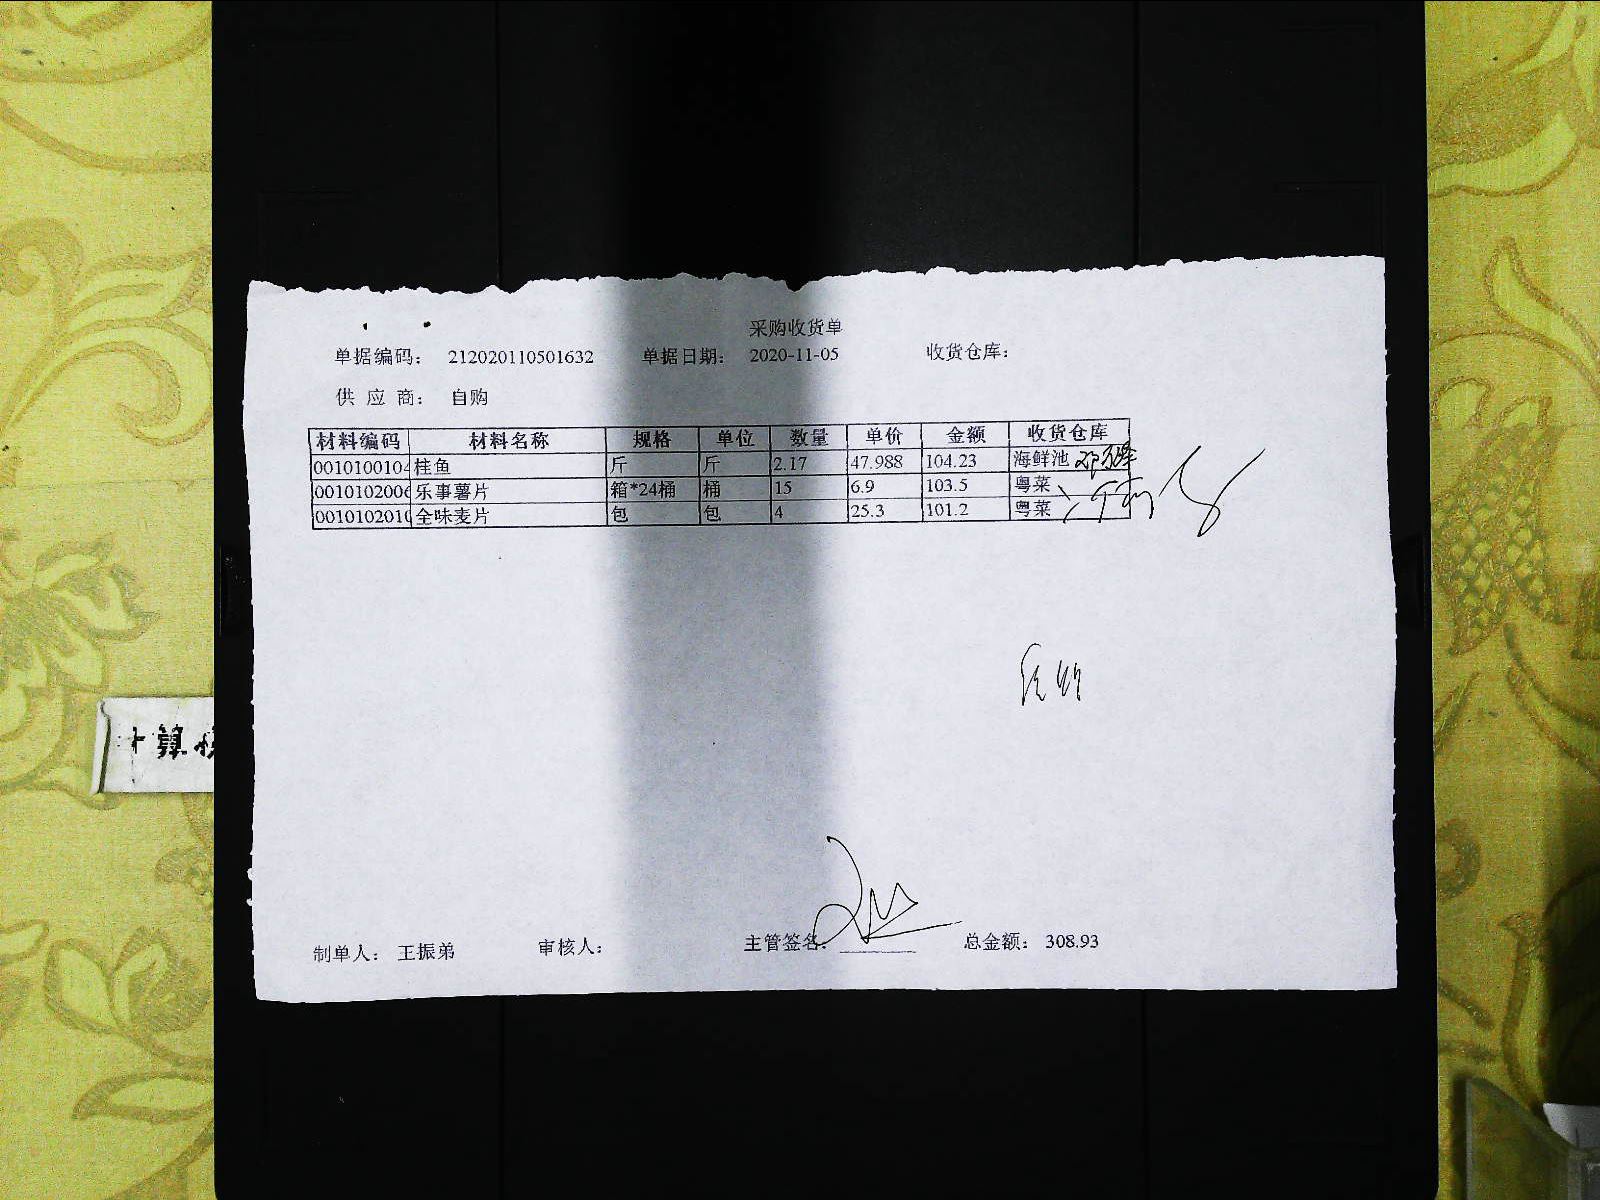 采购收货单
单据编码： 212020110501632 单据日期： 2020-11-05 收货仓库：
供 应 商： 自购
材料编码 材料名称 规格 单位 数量 单价 金额 收货仓库
0010100104 桂鱼 斤 斤 2.17 47.988 104.23 海鲜池
0010102006 乐事薯片 箱*24桶 桶 15 6.9 103.5 粤菜
0010102010 全味麦片 包 包 4 25.3 101.2 粤菜
算
制单人： 王振弟 审核人： 主管签名： 总金额： 308.93